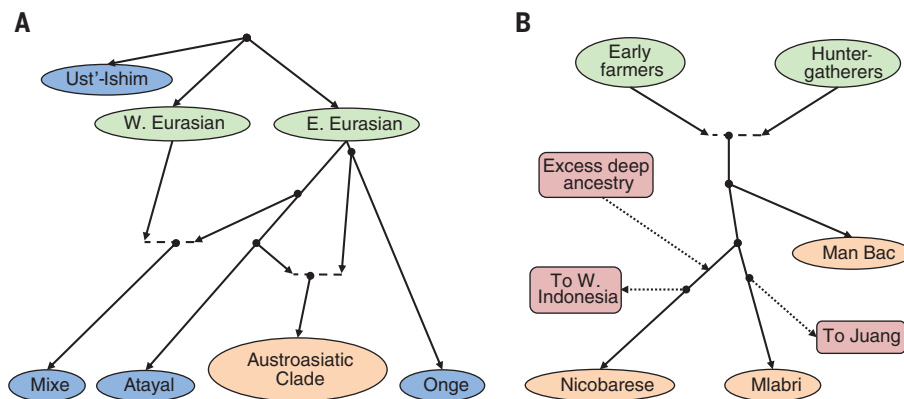 A
Ust'-Ishim
W. Eurasian
E. Eurasian
Mixe
Atayal
Austroasiatic
Clade
Onge
B
Early
farmers
Hunter-
gatherers
Excess deep
ancestry
Man Bac
To W.
Indonesia
To Juang
Nicobarese
Mlabri